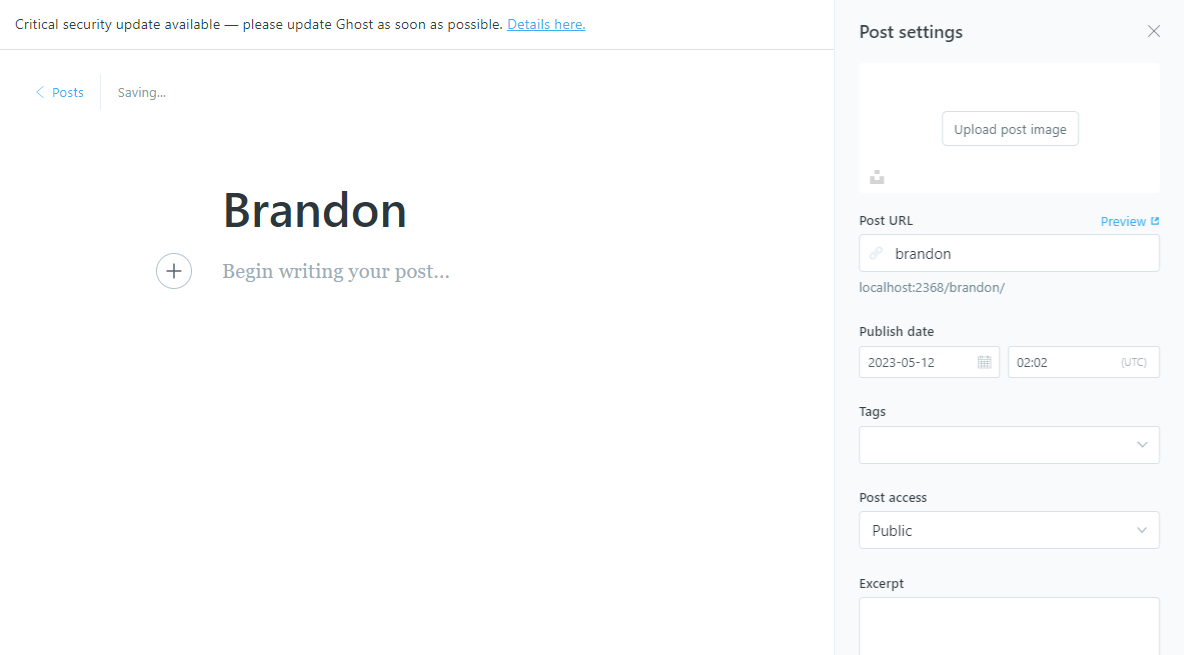 Critical security update available — please update Ghost as soon as possible. Details here.
Posts
Saving...
Brandon
Begin writing your post...
Post settings
Upload post image
Post URL
Preview
brandon
localhost:2368/brandon/
Publish date
2023-05-12
02:02
(UTC)
Tags
Post access
Public
Excerpt